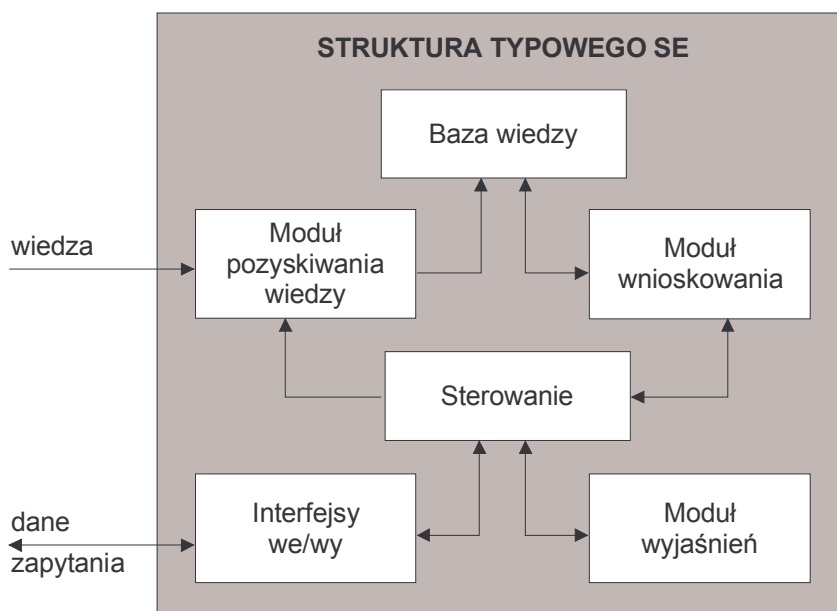 STRUKTURA TYPOWEGO SE
Baza wiedzy
wiedza
Moduł
pozyskiwania
wiedzy
Moduł
wnioskowania
Sterowanie
dane
zapytania
Interfejsy
we/wy
Moduł
wyjaśnień